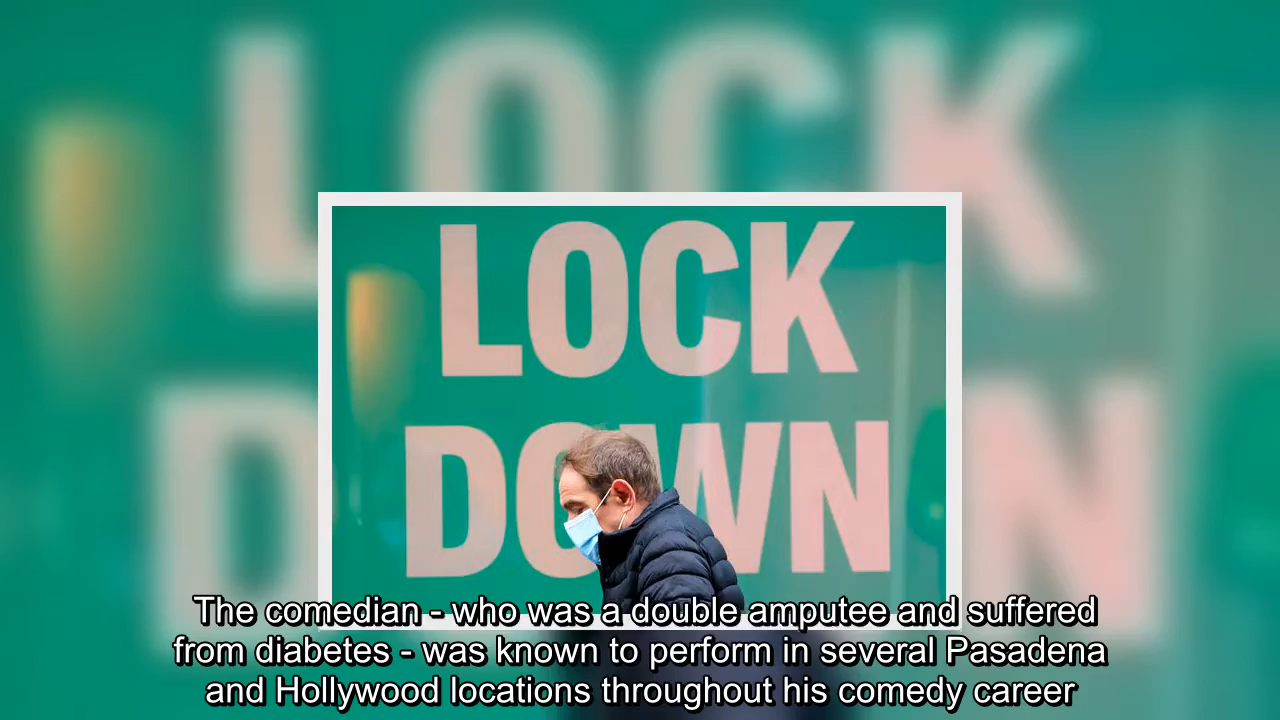 LOCK
DOWN
The comedian - who was a double amputee and suffered
from diabetes - was known to perform in several Pasadena
and Hollywood locations throughout his comedy career